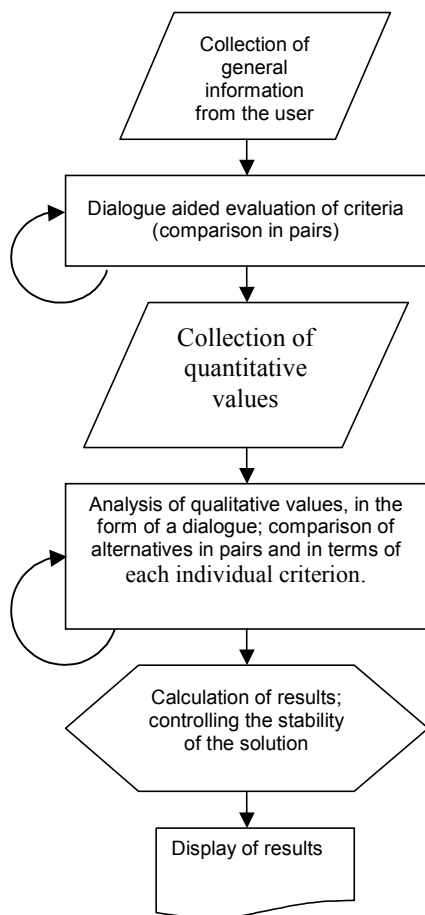 Collection of
general
information
from the user
Dialogue aided evaluation of criteria
(comparison in pairs)
Collection of
quantitative
values
Analysis of qualitative values, in the
form of a dialogue; comparison of
alternatives in pairs and in terms of
each individual criterion.
Calculation of results;
controlling the stability
of the solution
Display of results